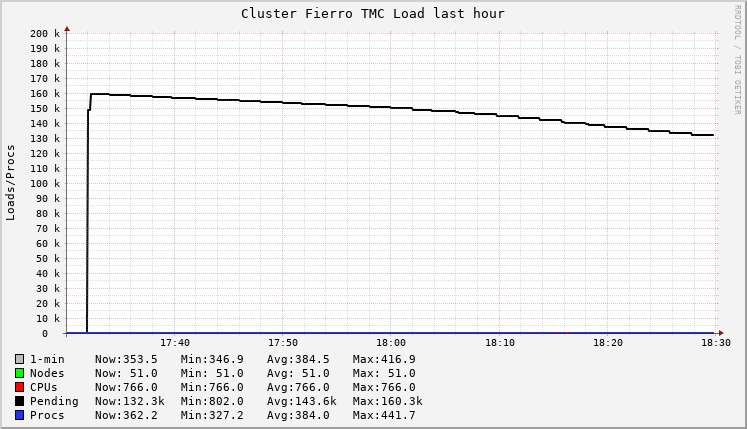 Cluster Fierro TMC Load last hour
RRDTOOL / TOBI OETIKER
Loads/Procs
200 k
190 k
180 k
170 k
160 k
150 k
140 k
130 k
120 k
110 k
100 k
90 k
80 k
70 k
60 k
50 k
40 k
30 k
20 k
10 k
0
17:40 17:50 18:00 18:10 18:20 18:30
1-min Now:353.5 Min:346.9 Avg:384.5 Max:416.9
Nodes Now: 51.0 Min: 51.0 Avg: 51.0 Max: 51.0
CPUs Now:766.0 Min:766.0 Avg:766.0 Max:766.0
Pending Now:132.3k Min:802.0 Avg:143.6k Max:160.3k
Procs Now:362.2 Min:327.2 Avg:384.0 Max:441.7